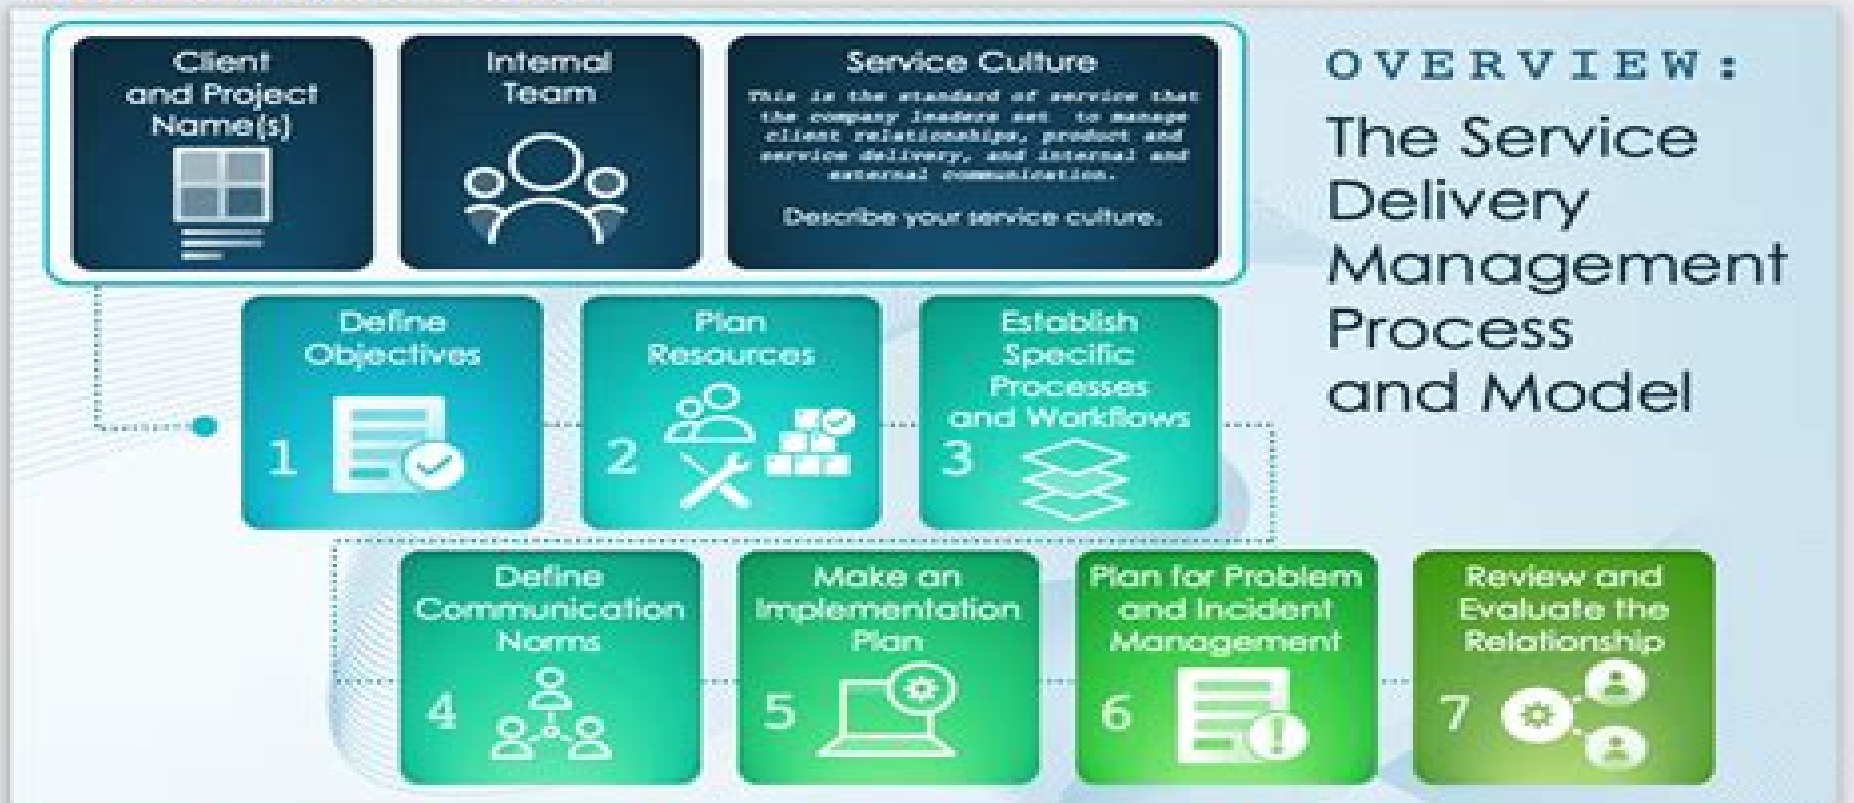 Client
and Project
Name(s)
Internal
Team
Service Culture
This is the standard of service that
the company leaders set to manage
client relationships, product and
service delivery, and internal and
external communication.
Describe your service culture.
OVERVIEW:
The Service
Delivery
Management
Process
and Model
Define
Objectives
1
Plan
Resources
2
Establish
Specific
Processes
and Workflows
3
Define
Communication
Norms
4
Make an
Implementation
Plan
5
Plan for Problem
and Incident
Management
6
Review and
Evaluate the
Relationship
7